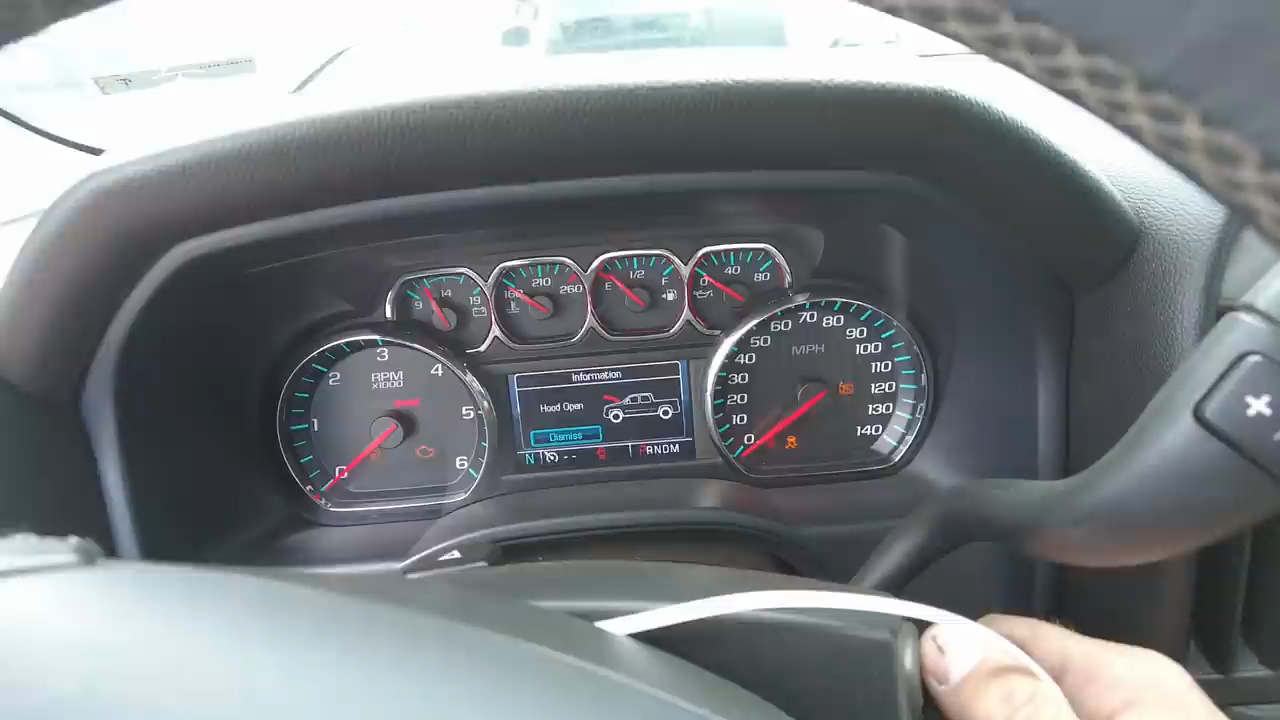 9 14 19
160 210 260
E 1/2 F
0 40 80
0 1 2 3 4 5 6
RPM
X1000
Information
Hood Open
Dismiss
N -- PRNDM
0 10 20 30 40 50 60 70 80 90 100 110 120 130 140
MPH